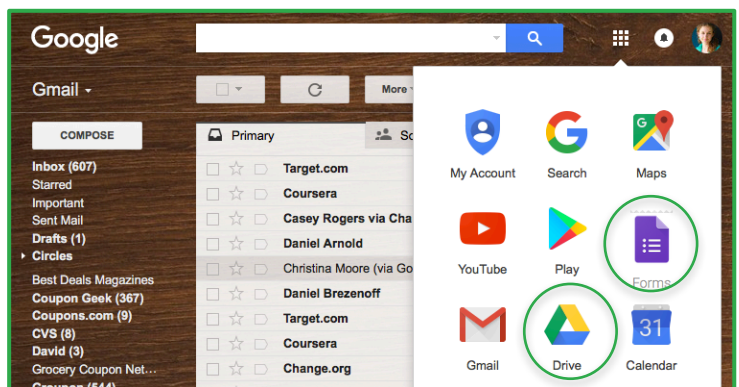 Google
Gmail
More
COMPOSE
Inbox (607)
Starred
Important
Sent Mail
Drafts (1)
Circles
Best Deals Magazines
Coupon Geek (367)
Coupons.com (9)
CVS (8)
David (3)
Grocery Coupon Net...
Groupon (544)
Primary
So
Target.com
Coursera
Casey Rogers via Cha
Daniel Arnold
Christina Moore (via Go
Daniel Brezenoff
Target.com
Coursera
Change.org
My Account
Search
G
Maps
YouTube
Play
Forms
Gmail
Drive
31
Calendar